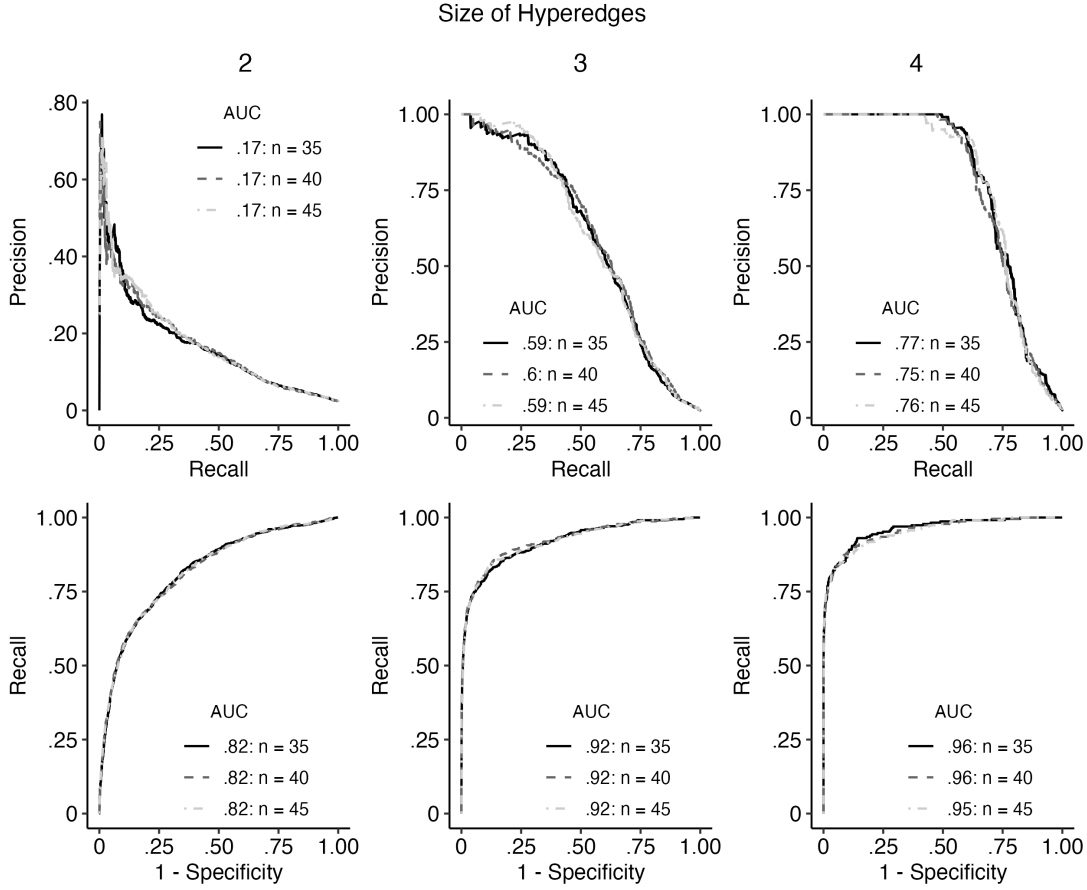 Size of Hyperedges
2
3
4
.80
.60
.40
.20
0
Precision
AUC
.17: n = 35
.17: n = 40
.17: n = 45
0 .25 .50 .75 1.00
Recall
1.00
.75
.50
.25
0
Precision
AUC
.59: n = 35
.6: n = 40
.59: n = 45
0 .25 .50 .75 1.00
Recall
1.00
.75
.50
.25
0
Precision
AUC
.77: n = 35
.75: n = 40
.76: n = 45
0 .25 .50 .75 1.00
Recall
1.00
.75
.50
.25
0
Recall
AUC
.82: n = 35
.82: n = 40
.82: n = 45
0 .25 .50 .75 1.00
1 - Specificity
1.00
.75
.50
.25
0
Recall
AUC
.92: n = 35
.92: n = 40
.92: n = 45
0 .25 .50 .75 1.00
1 - Specificity
1.00
.75
.50
.25
0
Recall
AUC
.96: n = 35
.96: n = 40
.95: n = 45
0 .25 .50 .75 1.00
1 - Specificity